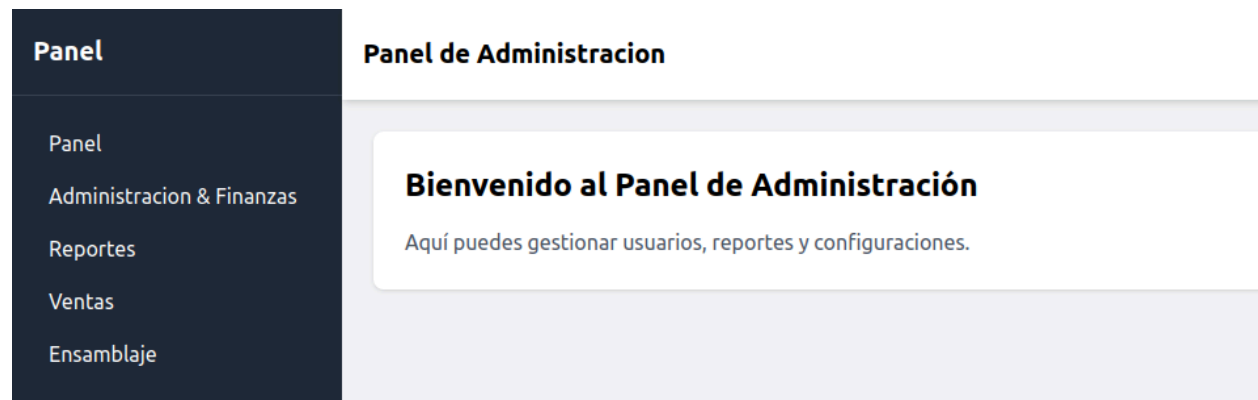 Panel
Panel de Administracion
Panel
Administracion & Finanzas
Reportes
Ventas
Ensamblaje
Bienvenido al Panel de Administración
Aquí puedes gestionar usuarios, reportes y configuraciones.